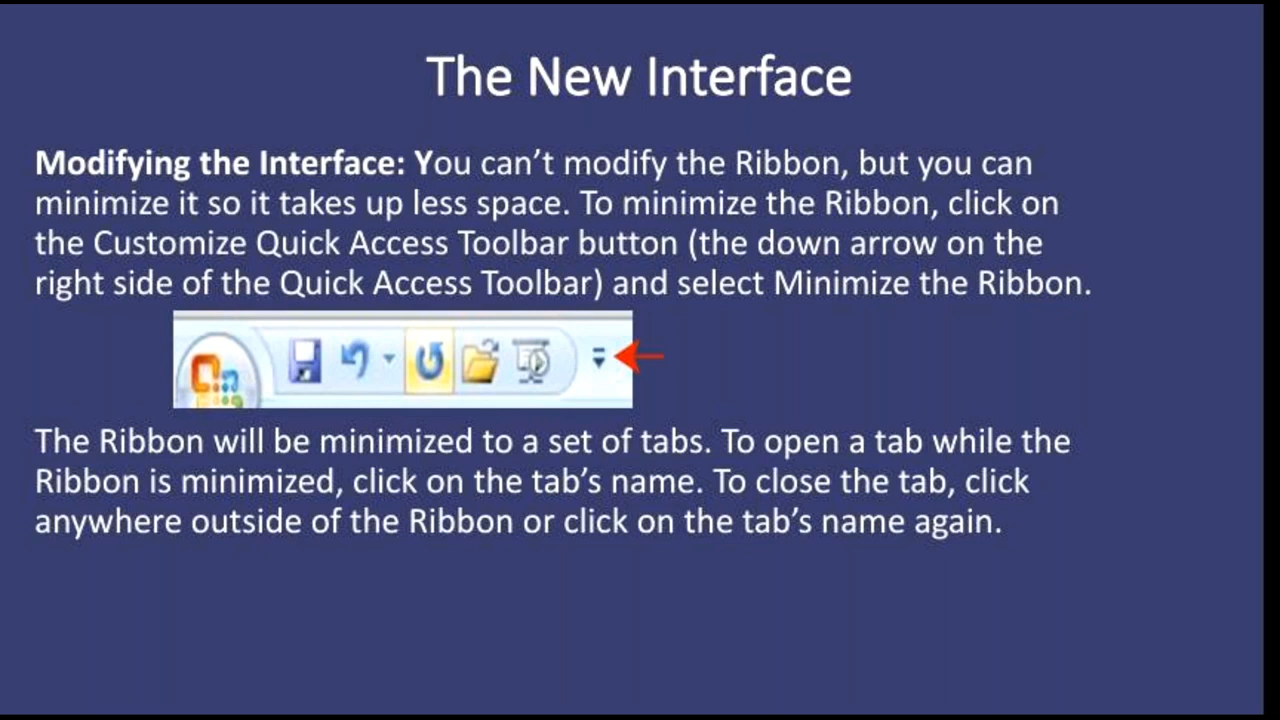 The New Interface
Modifying the Interface: You can't modify the Ribbon, but you can
minimize it so it takes up less space. To minimize the Ribbon, click on
the Customize Quick Access Toolbar button (the down arrow on the
right side of the Quick Access Toolbar) and select Minimize the Ribbon.
The Ribbon will be minimized to a set of tabs. To open a tab while the
Ribbon is minimized, click on the tab's name. To close the tab, click
anywhere outside of the Ribbon or click on the tab's name again.